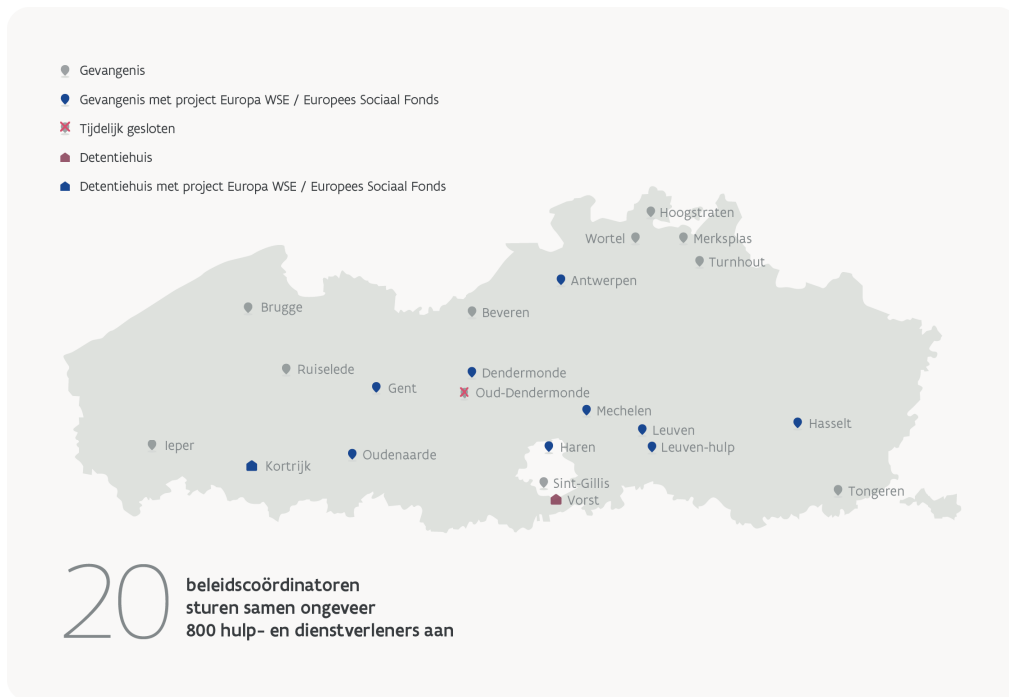 Gevangenis
Gevangenis met project Europa WSE / Europees Sociaal Fonds
Tijdelijk gesloten
Detentiehuis
Detentiehuis met project Europa WSE / Europees Sociaal Fonds
Hoogstraten
Wortel
Merksplas
Turnhout
Antwerpen
Brugge
Beveren
Ruiselede
Dendermonde
Gent
Oud-Dendermonde
Mechelen
Hasselt
Leuven
Ieper
Haren
Leuven-hulp
Oudenaarde
Kortrijk
Sint-Gillis
Tongeren
Vorst
20
beleidscoördinatoren
sturen samen ongeveer
800 hulp- en dienstverleners aan